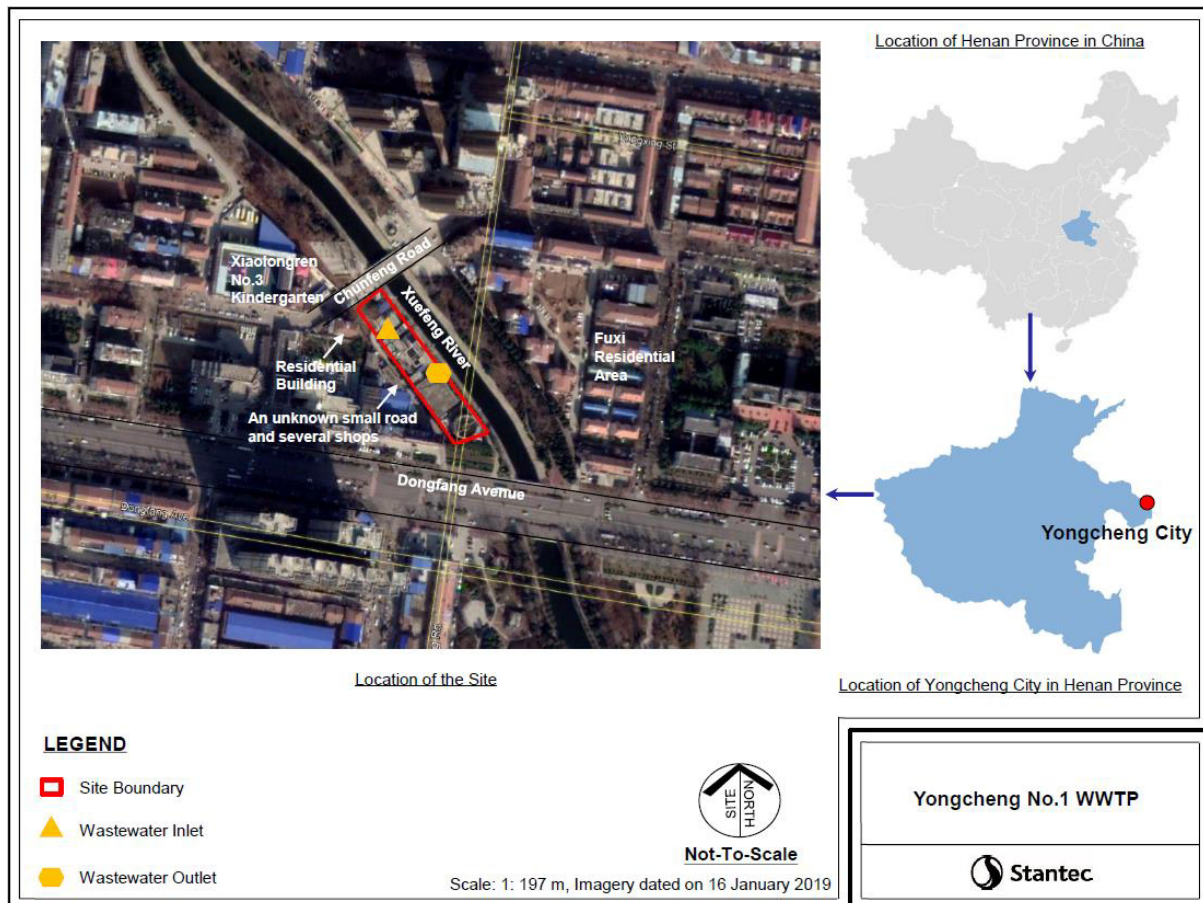 Location of Henan Province in China
Xiaolongren
No.3
Kindergarten
Chunfeng Road
Xuefeng River
Residential
Building
An unknown small road
and several shops
Fuxi
Residential
Area
Dongfang Avenue
Dongfang Ave
Yongcheng City
Location of the Site
Location of Yongcheng City in Henan Province
LEGEND
Site Boundary
Wastewater Inlet
Wastewater Outlet
SITE
NORTH
Not-To-Scale
Scale: 1: 197 m, Imagery dated on 16 January 2019
Yongcheng No.1 WWTP
Stantec